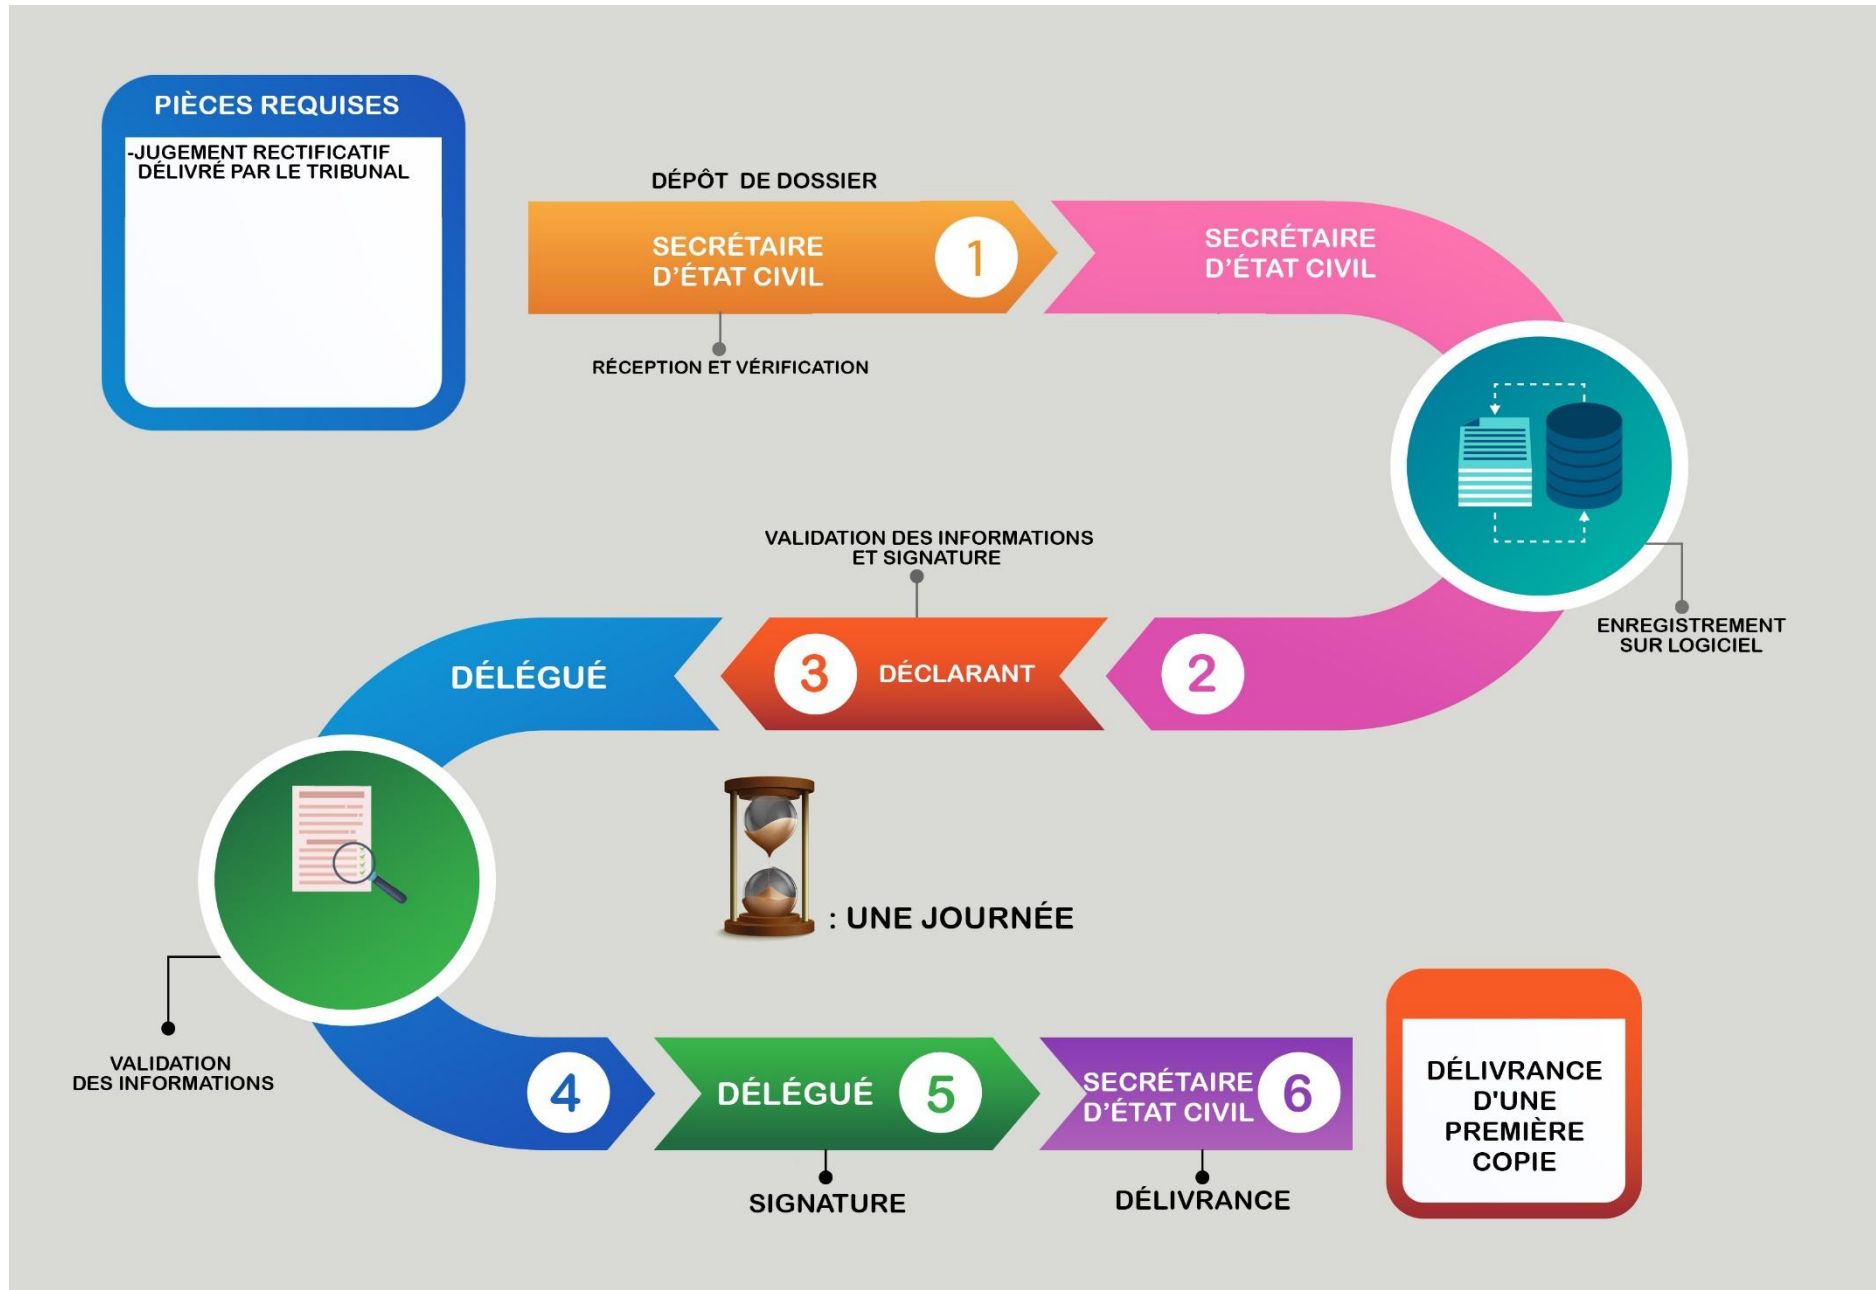 PIÈCES REQUISES
-JUGEMENT RECTIFICATIF
DÉLIVRÉ PAR LE TRIBUNAL
DÉPÔT DE DOSSIER
SECRÉTAIRE
D'ÉTAT CIVIL
1
RÉCEPTION ET VÉRIFICATION
SECRÉTAIRE
D'ÉTAT CIVIL
ENREGISTREMENT
SUR LOGICIEL
2
VALIDATION DES INFORMATIONS
ET SIGNATURE
3
DÉCLARANT
DÉLÉGUÉ
VALIDATION
DES INFORMATIONS
: UNE JOURNÉE
4
DÉLÉGUÉ
5
SIGNATURE
SECRÉTAIRE
D'ÉTAT CIVIL
6
DÉLIVRANCE
DÉLIVRANCE
D'UNE
PREMIÈRE
COPIE